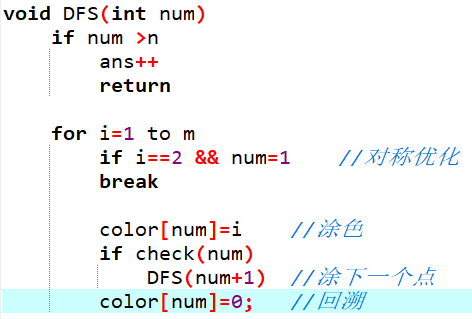 void DFS(int num)
    if num >n
        ans++
        return

    for i=1 to m
        if i==2 && num=1    //对称优化
        break

        color[num]=i    //涂色
        if check(num)
            DFS(num+1)  //涂下一个点
        color[num]=0;   //回溯